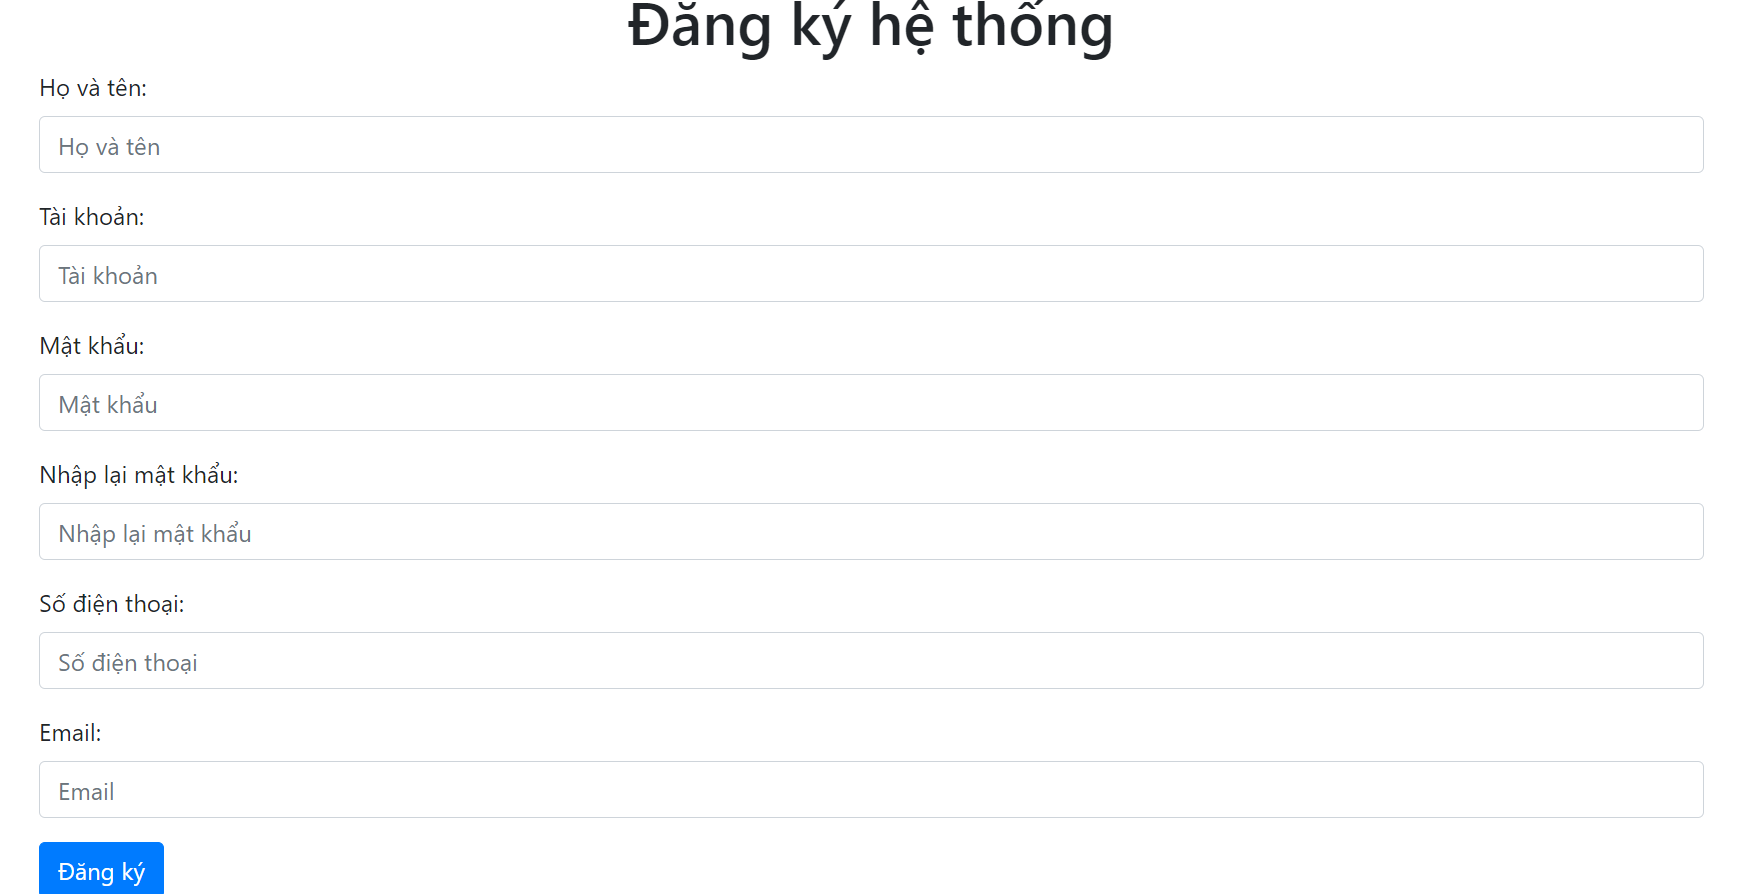 Đăng ký hệ thống
Họ và tên:
Họ và tên
Tài khoản:
Tài khoản
Mật khẩu:
Mật khẩu
Nhập lại mật khẩu:
Nhập lại mật khẩu
Số điện thoại:
Số điện thoại
Email:
Email
Đăng ký